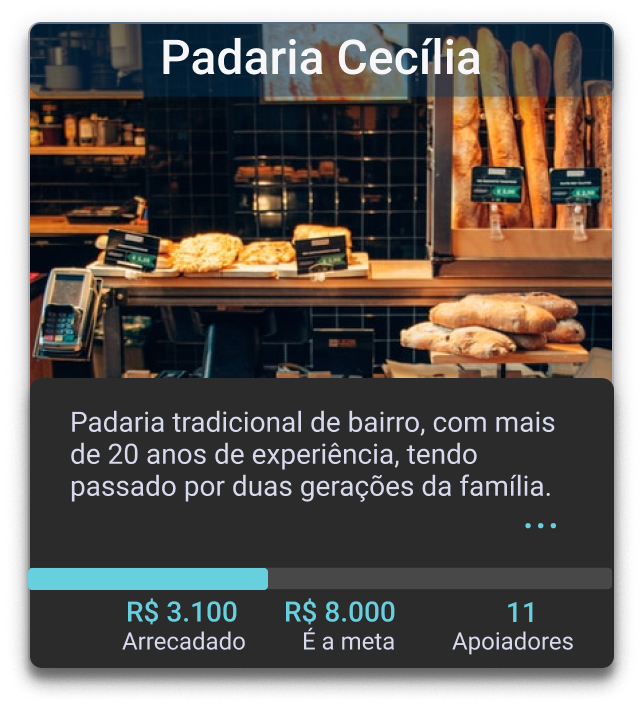 Padaria Cecília
Padaria tradicional de bairro, com mais
de 20 anos de experiência, tendo
passado por duas gerações da família.
...
R$ 3.100 R$ 8.000 11
Arrecadado É a meta Apoiadores